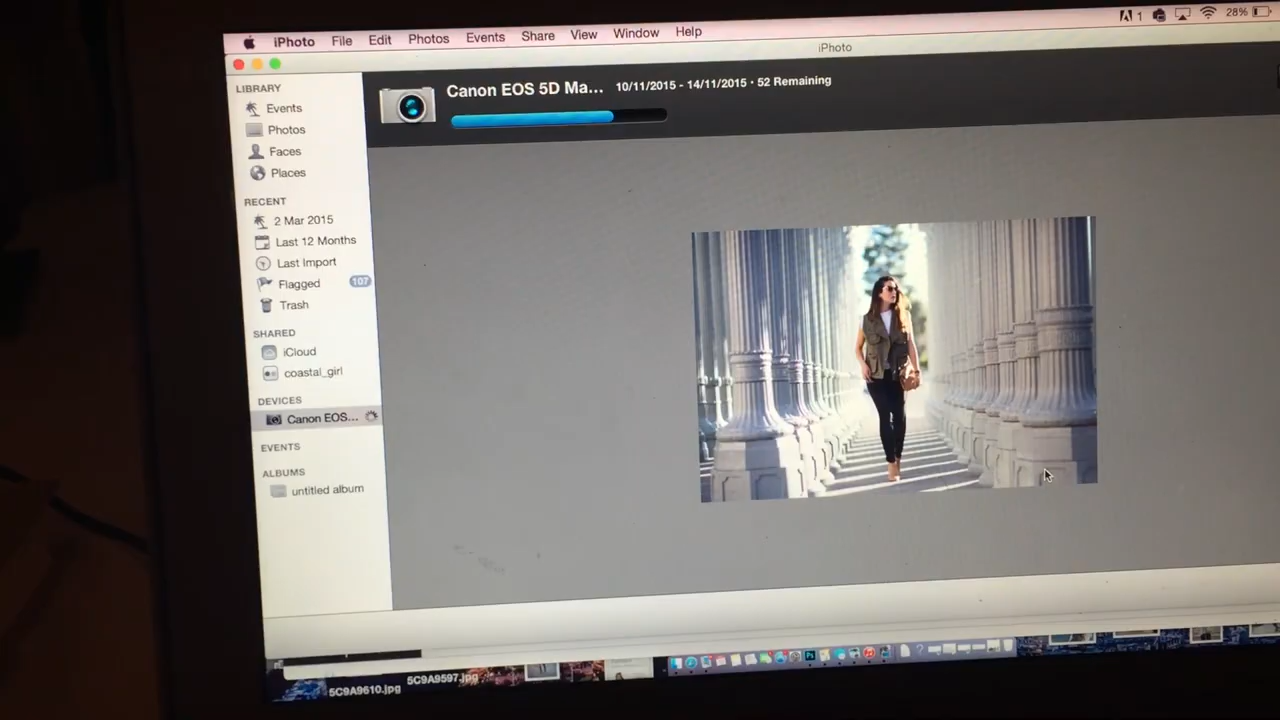 iPhoto File Edit Photos Events Share View Window Help
1 28%
iPhoto
LIBRARY
Events
Photos
Faces
Places
RECENT
2 Mar 2015
Last 12 Months
Last Import
Flagged 107
Trash
SHARED
iCloud
coastal_girl
DEVICES
Canon EOS...
EVENTS
ALBUMS
untitled album
Canon EOS 5D Ma... 10/11/2015 - 14/11/2015 • 52 Remaining
5C9A9610.jpg
5C9A9597.jpg